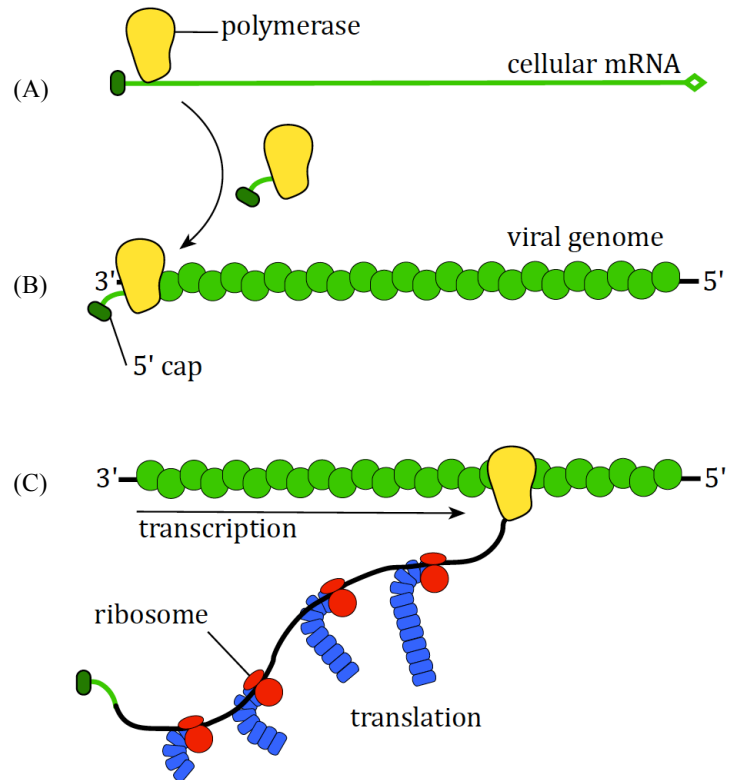 polymerase
cellular mRNA
(A)
viral genome
(B)
3'
5'
5' cap
(C)
3'
5'
transcription
ribosome
translation